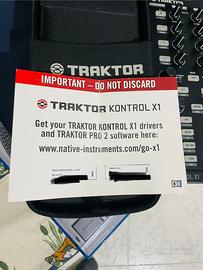 TRAKTOR
IMPORTANT – DO NOT DISCARD
TRAKTOR KONTROL X1
Get your TRAKTOR KONTROL X1 drivers
and TRAKTOR PRO 2 software here:
www.native-instruments.com/go-x1